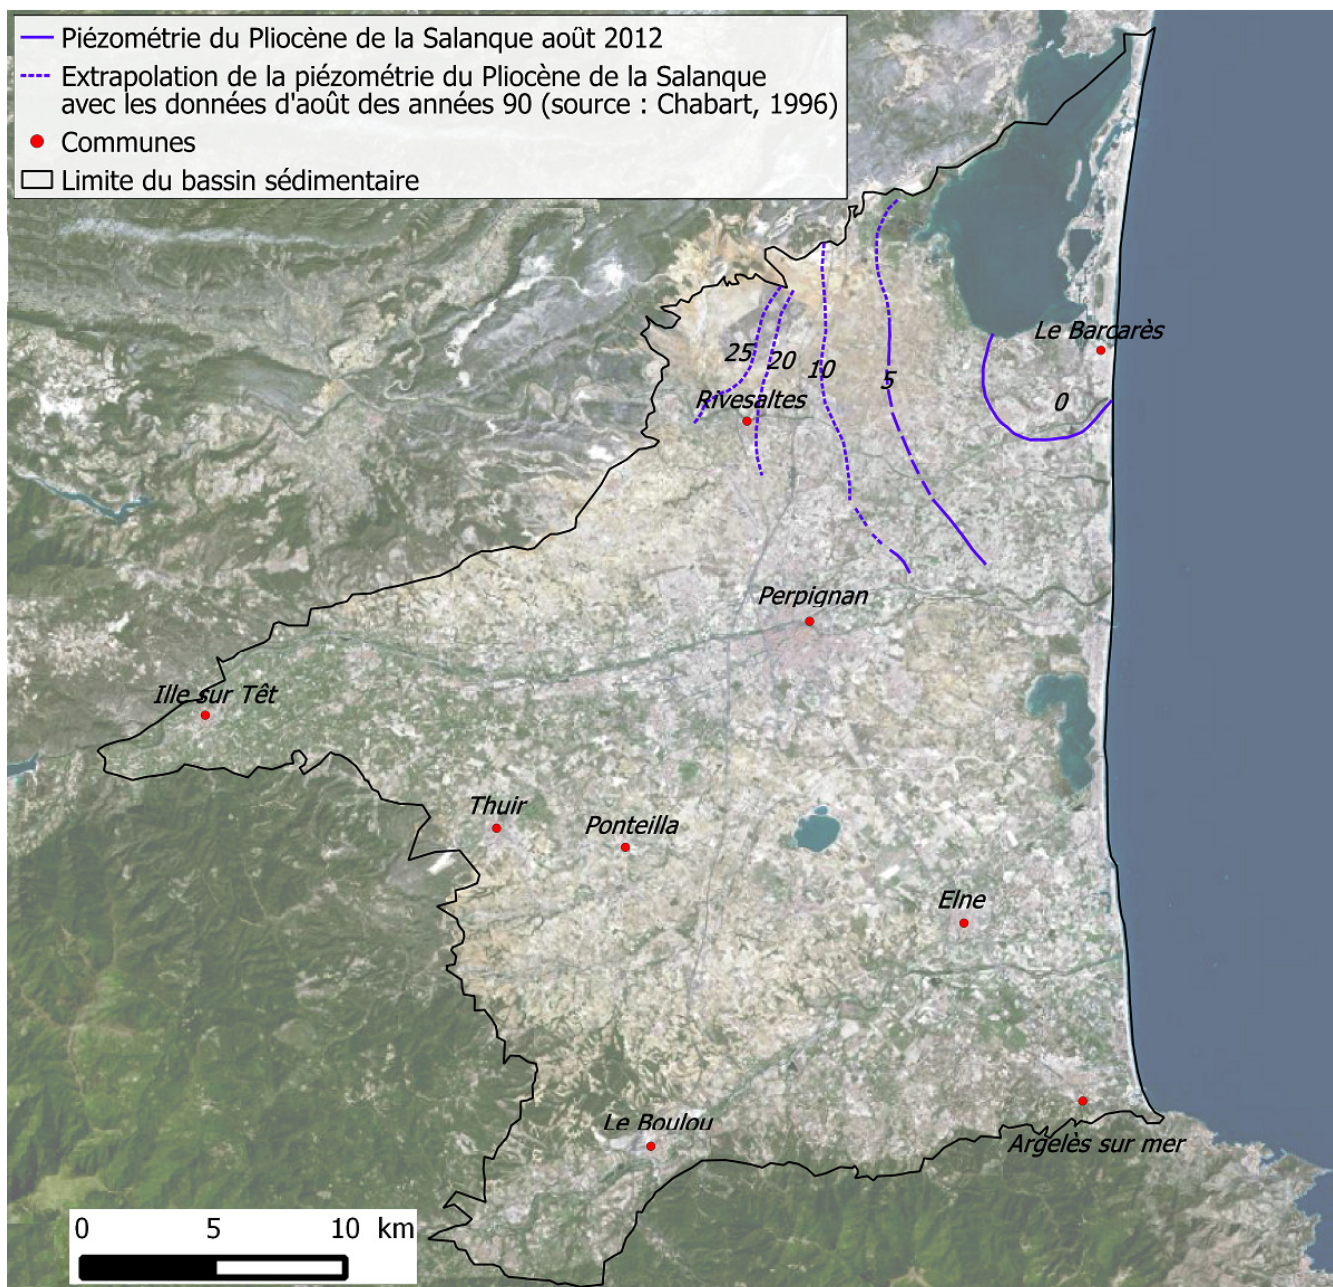 Piézométrie du Pliocène de la Salanque août 2012
Extrapolation de la piézométrie du Pliocène de la Salanque
avec les données d'août des années 90 (source : Chabart, 1996)
Communes
Limite du bassin sédimentaire
Le Barcarès
25
20
10
5
0
Rivesaltes
Perpignan
Ille sur Têt
Thuir
Ponteilla
Elne
Le Boulou
Argelès sur mer
0 5 10 km